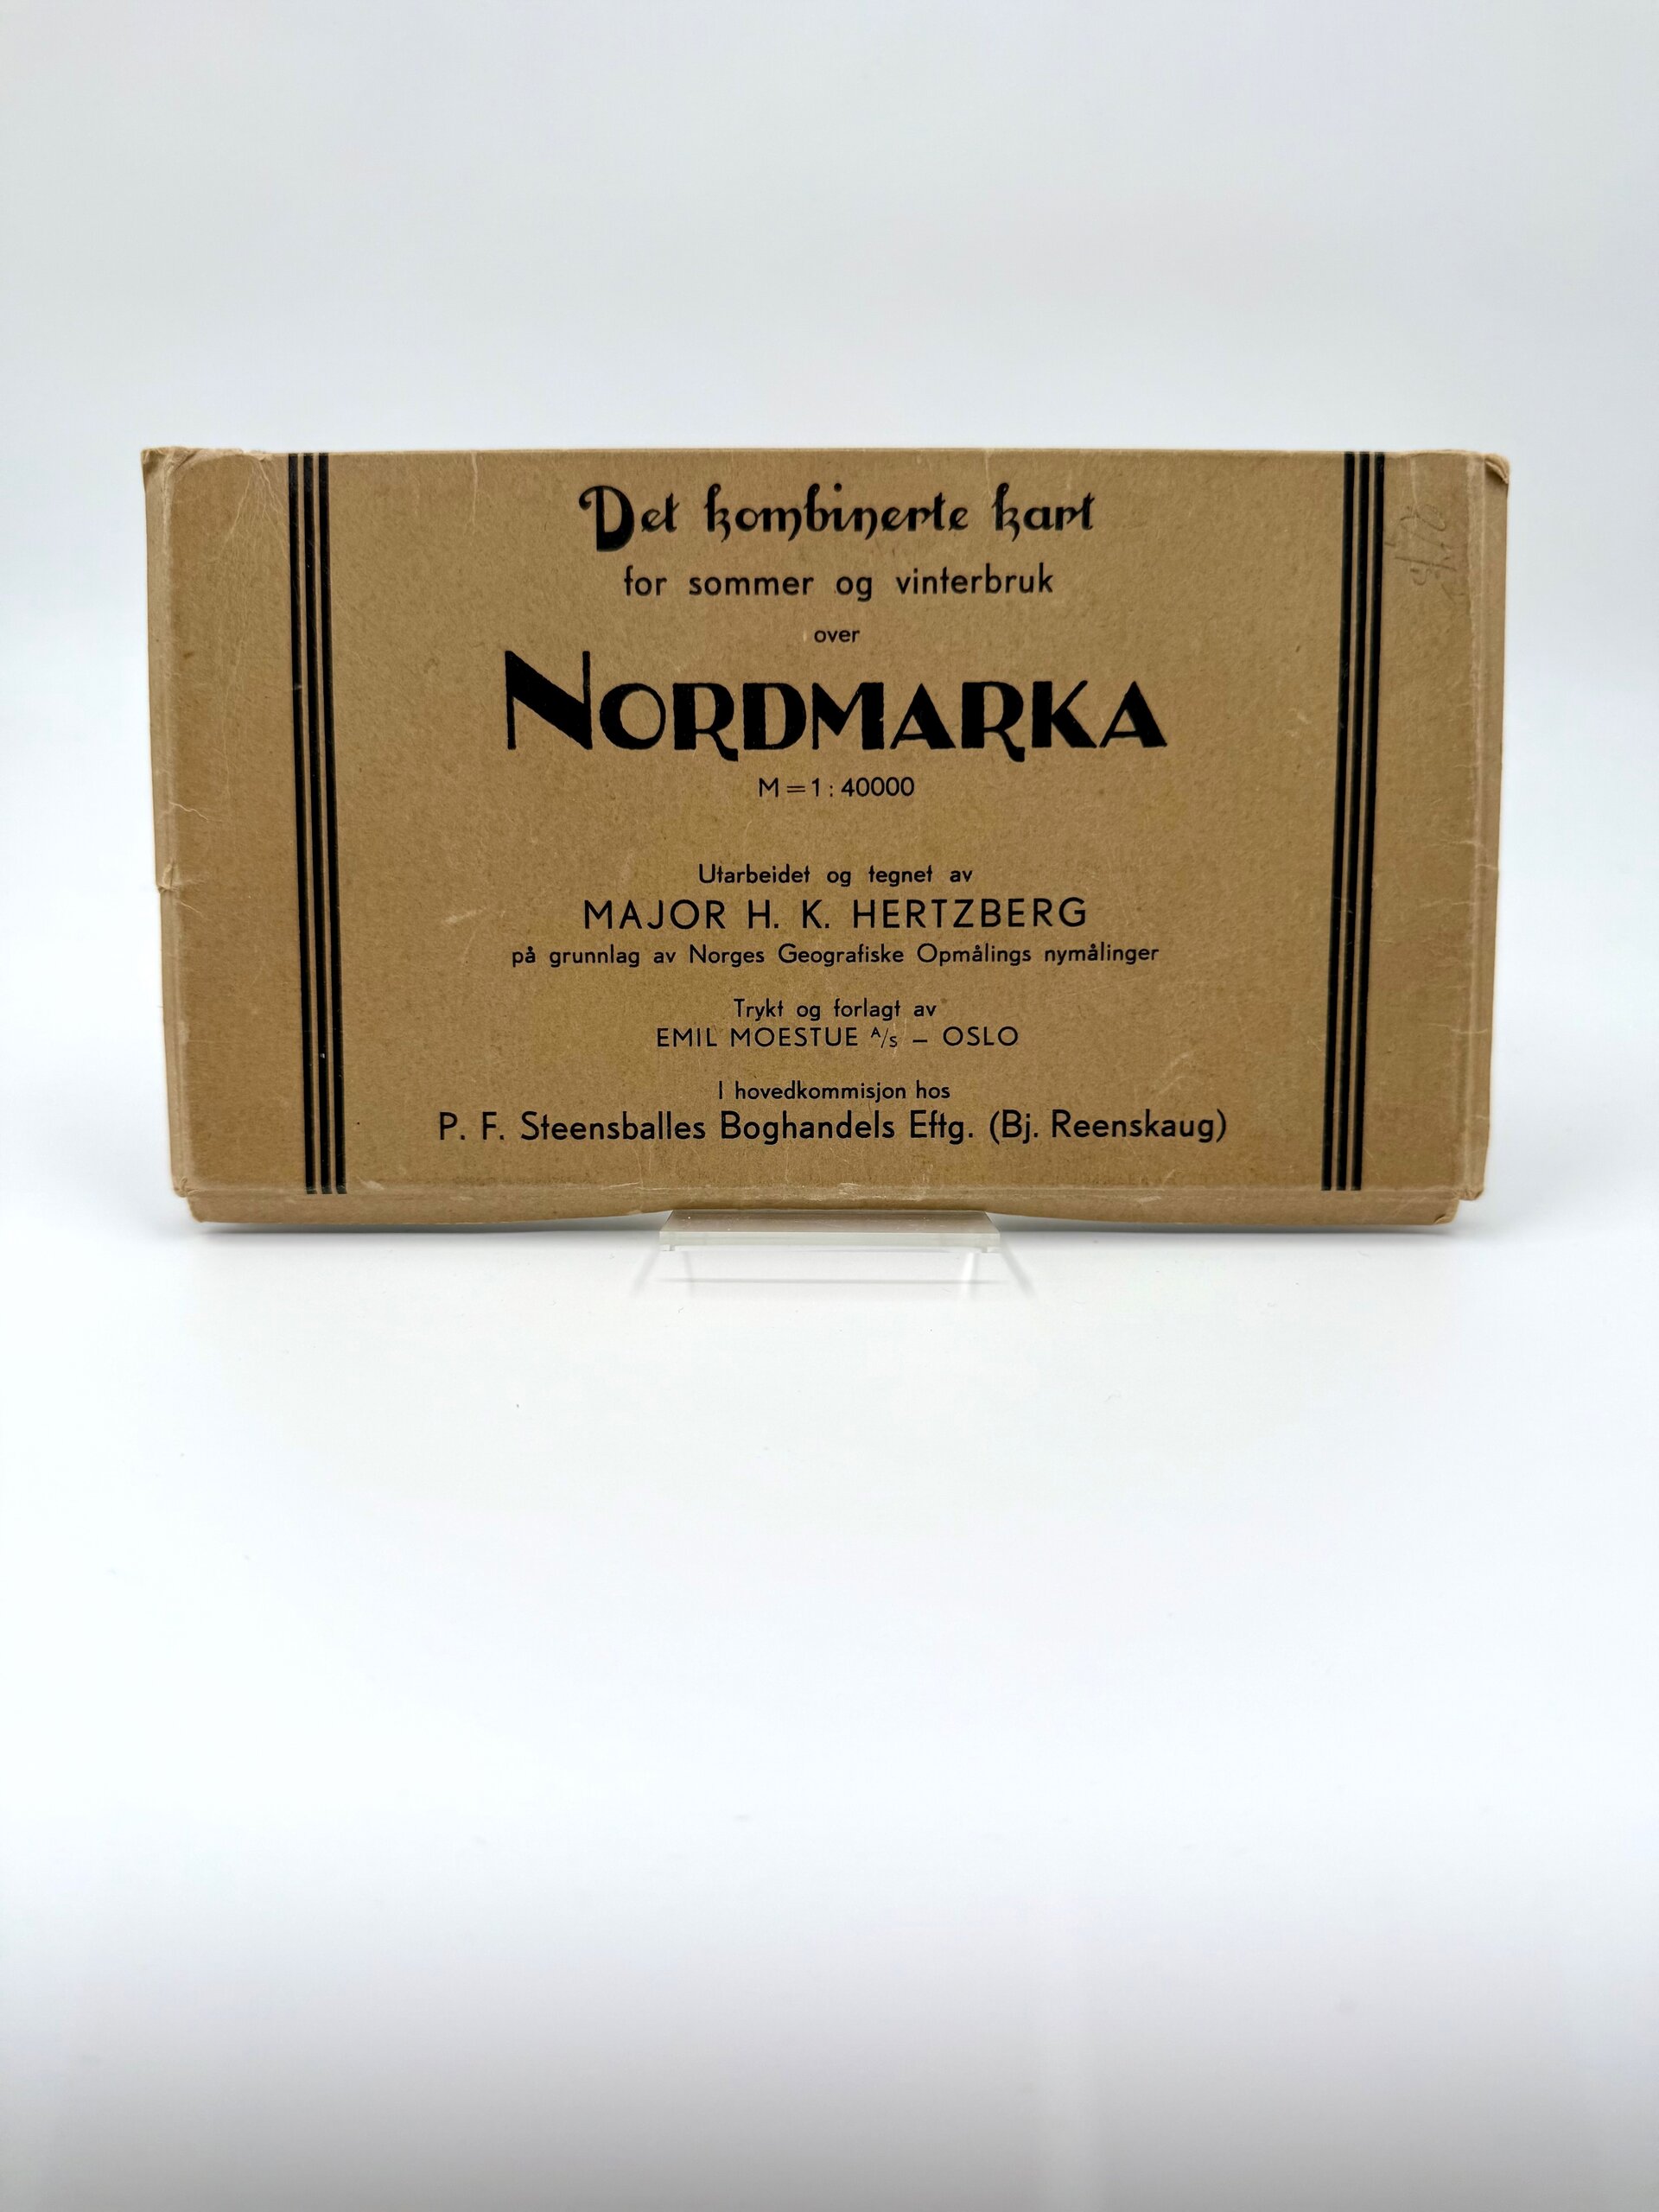 Det kombinerte kart
for sommer og vinterbruk
over
NORDMARKA
M=1:40000
Utarbeidet og tegnet av
MAJOR H. K. HERTZBERG
på grunnlag av Norges Geografiske Opmålings nymålinger
Trykt og forlagt av
EMIL MOESTUE A/s – OSLO
I hovedkommisjon hos
P. F. Steensballes Boghandels Eftg. (Bj. Reenskaug)